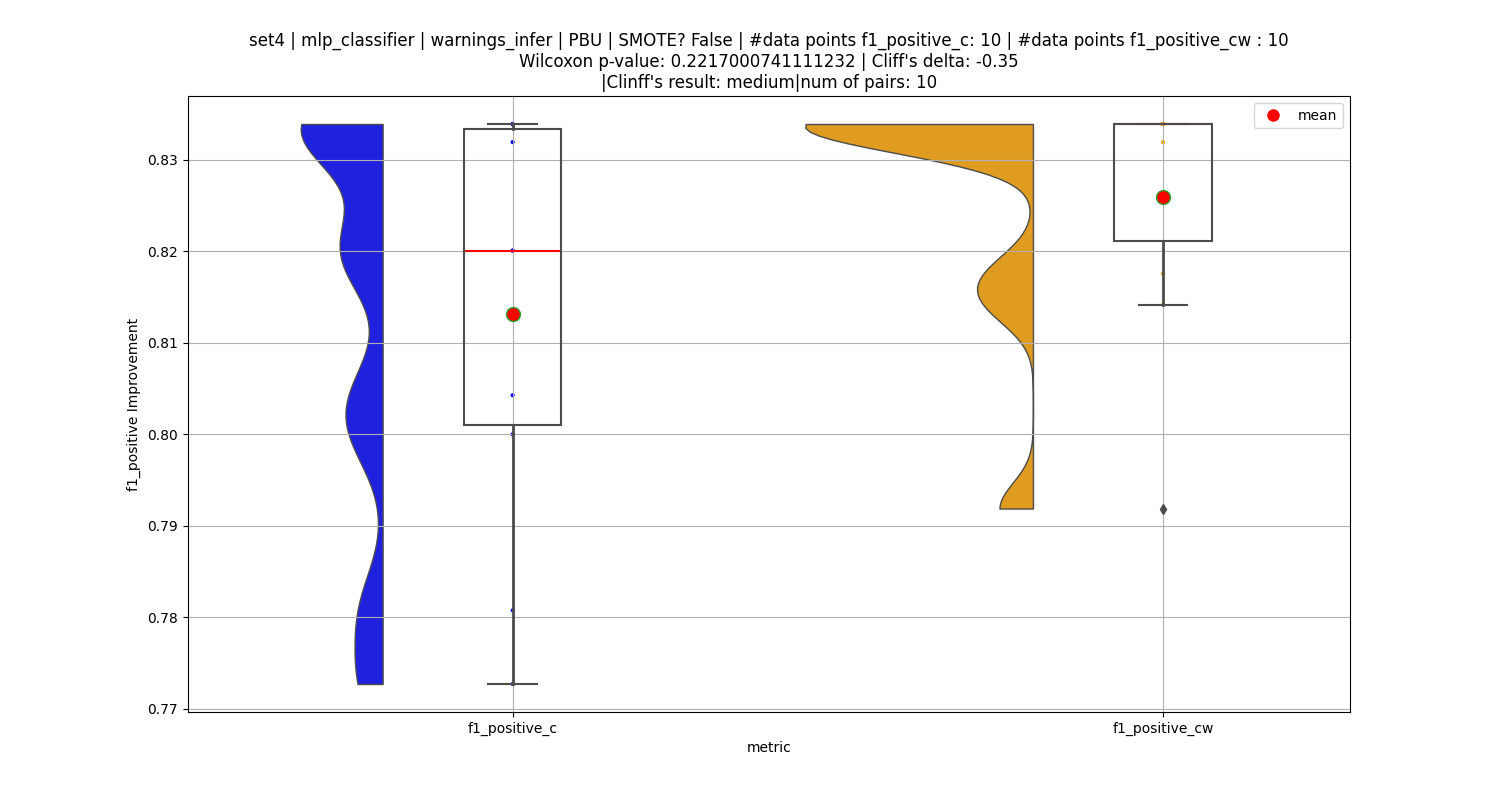 set4 | mlp_classifier | warnings_infer | PBU | SMOTE? False | #data points f1_positive_c: 10 | #data points f1_positive_cw : 10
Wilcoxon p-value: 0.2217000741111232 | Cliff's delta: -0.35
|Clinff's result: medium|num of pairs: 10
mean
0.83
0.82
0.81
0.80
0.79
0.78
0.77
f1_positive Improvement
f1_positive_c
f1_positive_cw
metric